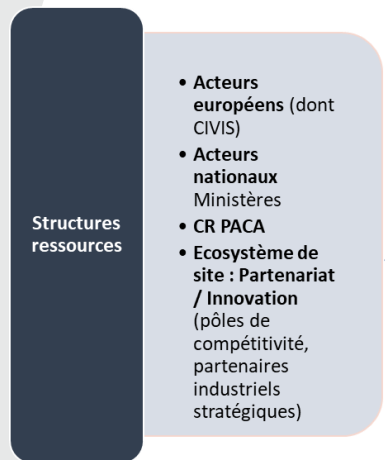 Structures
ressources
• Acteurs
européens (dont
CIVIS)
• Acteurs
nationaux
Ministères
• CR PACA
• Ecosystème de
site : Partenariat
/ Innovation
(pôles de
compétitivité,
partenaires
industriels
stratégiques)